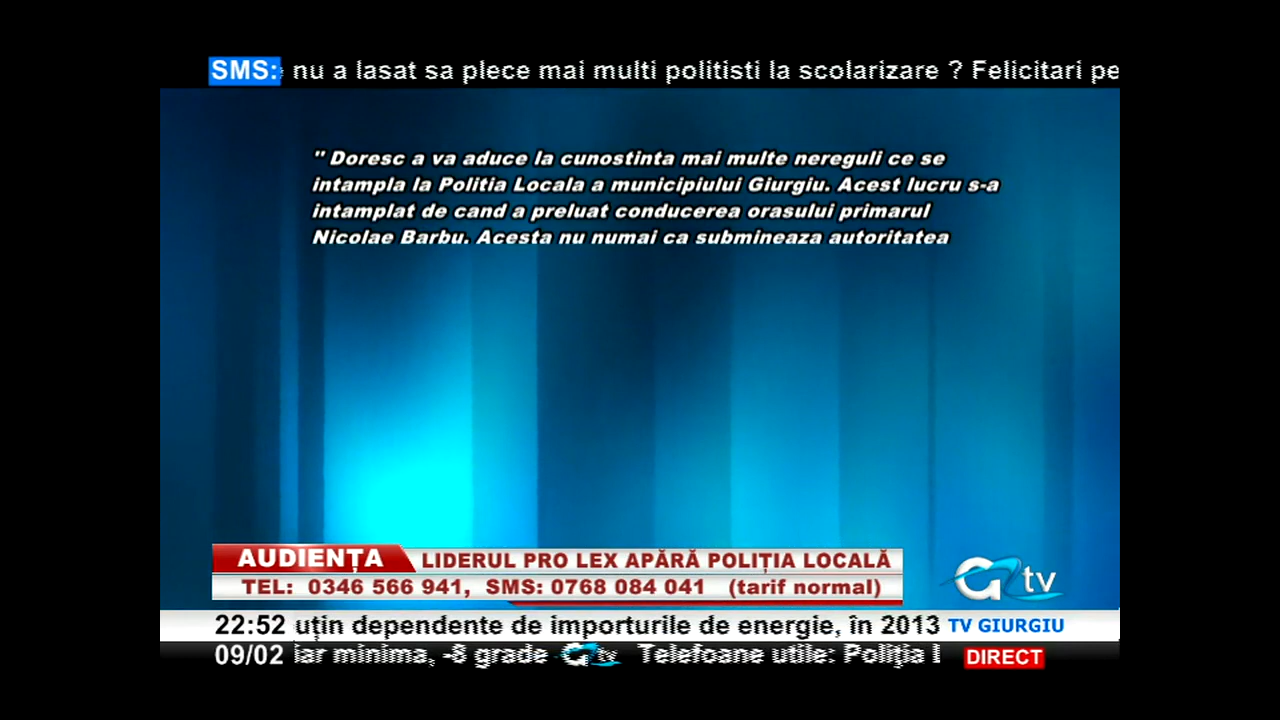 SMS: nu a lasat sa plece mai multi politisti la scolarizare ? Felicitari pe
" Doresc a va aduce la cunostinta mai multe nereguli ce se
intampla la Politia Locala a municipiului Giurgiu. Acest lucru s-a
intamplat de cand a preluat conducerea orasului primarul
Nicolae Barbu. Acesta nu numai ca submineaza autoritatea
AUDIENȚA LIDERUL PRO LEX APĂRĂ POLIȚIA LOCALĂ
TEL: 0346 566 941, SMS: 0768 084 041 (tarif normal)
G tv
22:52 uțin dependente de importurile de energie, în 2013 TV GIURGIU
09/02 iar minima, -8 grade G tv Telefoane utile: Poliţia DIRECT